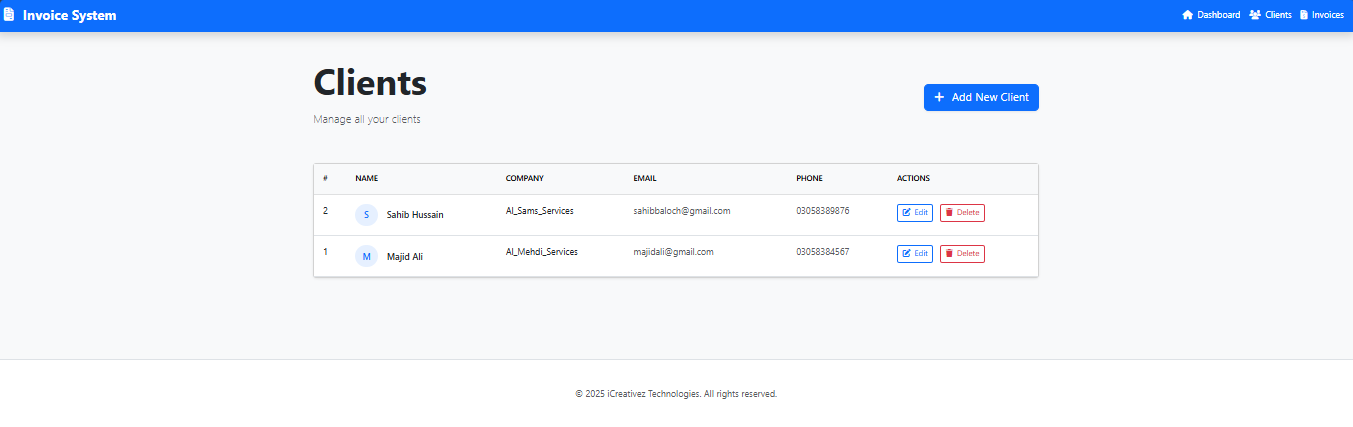 Invoice System Dashboard Clients Invoices
Clients
Add New Client
Manage all your clients
# NAME COMPANY EMAIL PHONE ACTIONS
2 S Sahib Hussain Al_Sams_Services sahibbaloch@gmail.com 03058389876 Edit Delete
1 M Majid Ali Al_Mehdi_Services majidali@gmail.com 03058384567 Edit Delete
© 2025 iCreativez Technologies. All rights reserved.